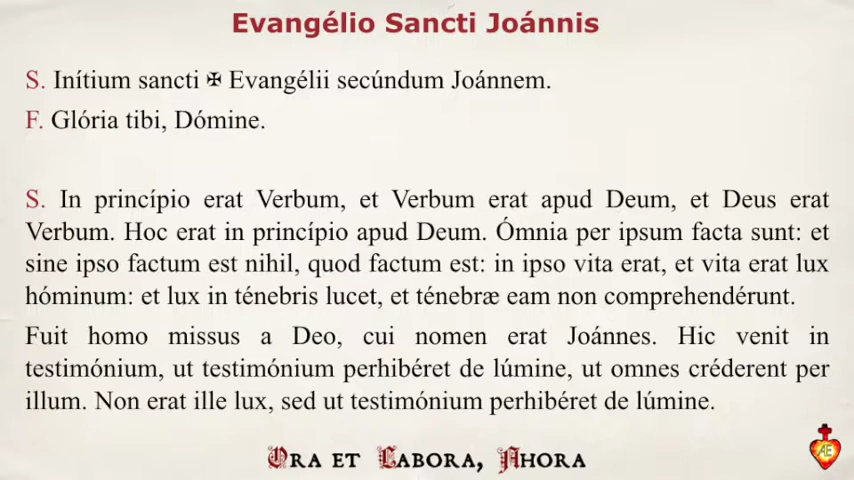 Evangélio Sancti Joánnis
S. Inítium sancti ✠ Evangélii secúndum Joánnem.
F. Glória tibi, Dómine.
S. In princípio erat Verbum, et Verbum erat apud Deum, et Deus erat
Verbum. Hoc erat in princípio apud Deum. Ómnia per ipsum facta sunt: et
sine ipso factum est nihil, quod factum est: in ipso vita erat, et vita erat lux
hóminum: et lux in ténebris lucet, et ténebræ eam non comprehendérunt.
Fuit homo missus a Deo, cui nomen erat Joánnes. Hic venit in
testimónium, ut testimónium perhibéret de lúmine, ut omnes créderent per
illum. Non erat ille lux, sed ut testimónium perhibéret de lúmine.
Ora et Labora, Ahora
AE